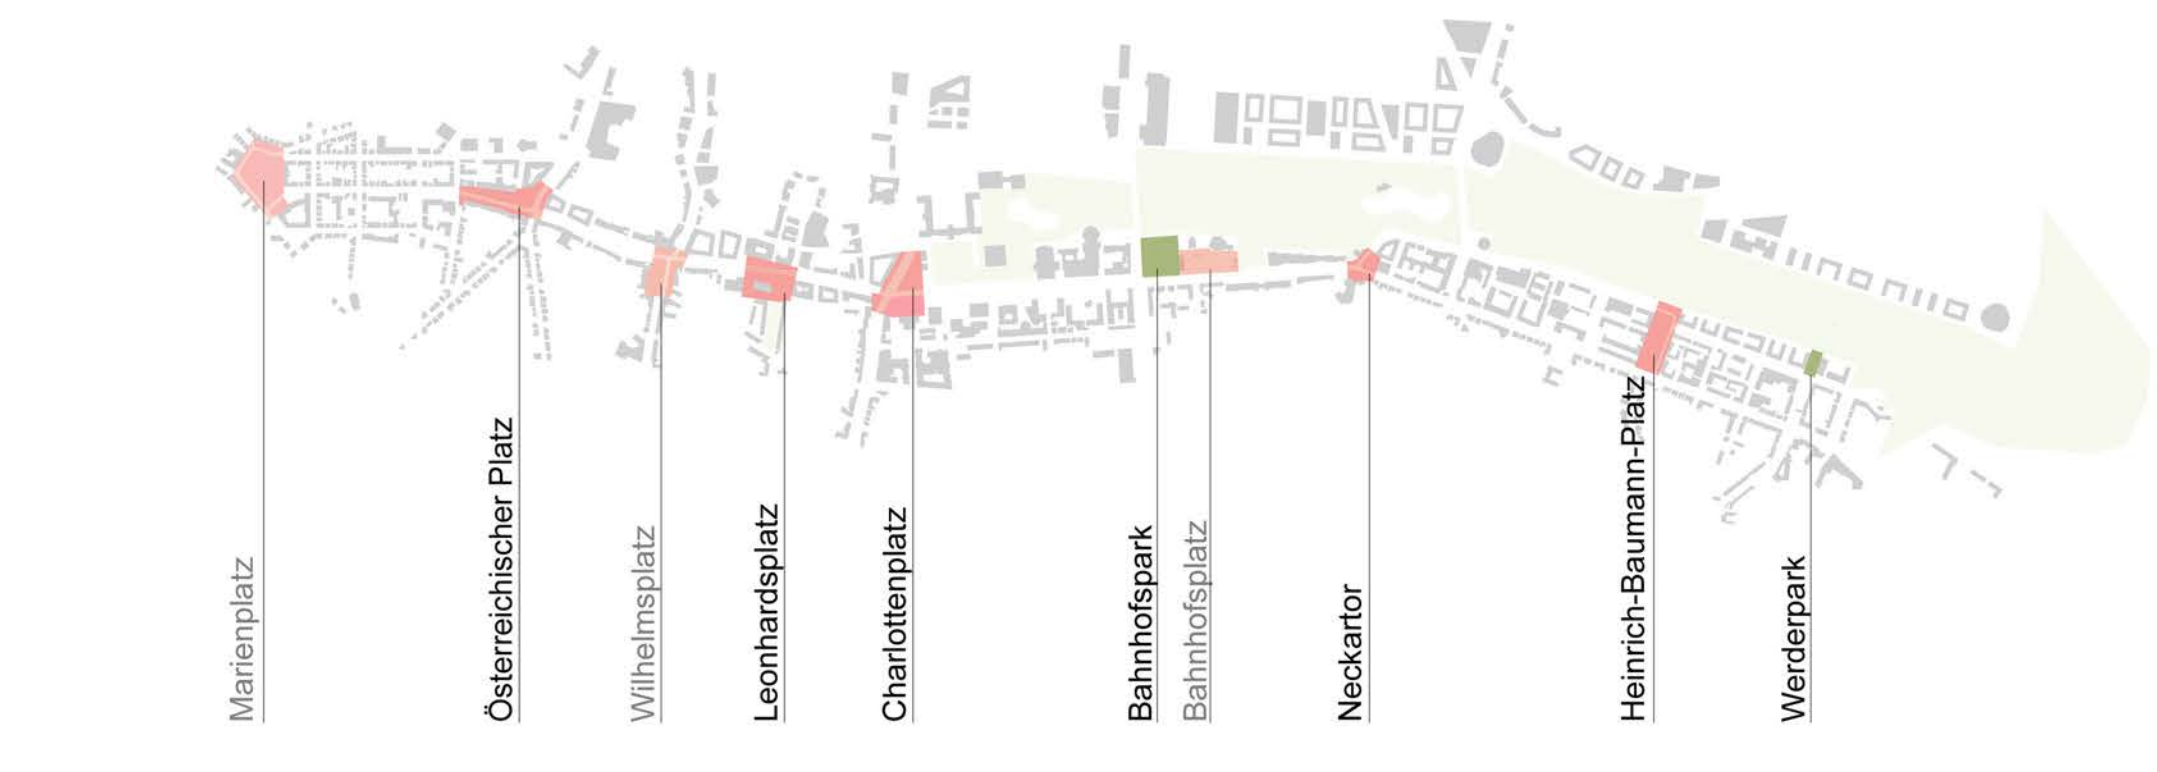 Marienplatz
Österreichischer Platz
Wilhelmsplatz
Leonhardsplatz
Charlottenplatz
Bahnhofspark
Bahnhofsplatz
Neckartor
Heinrich-Baumann-Platz
Werderpark